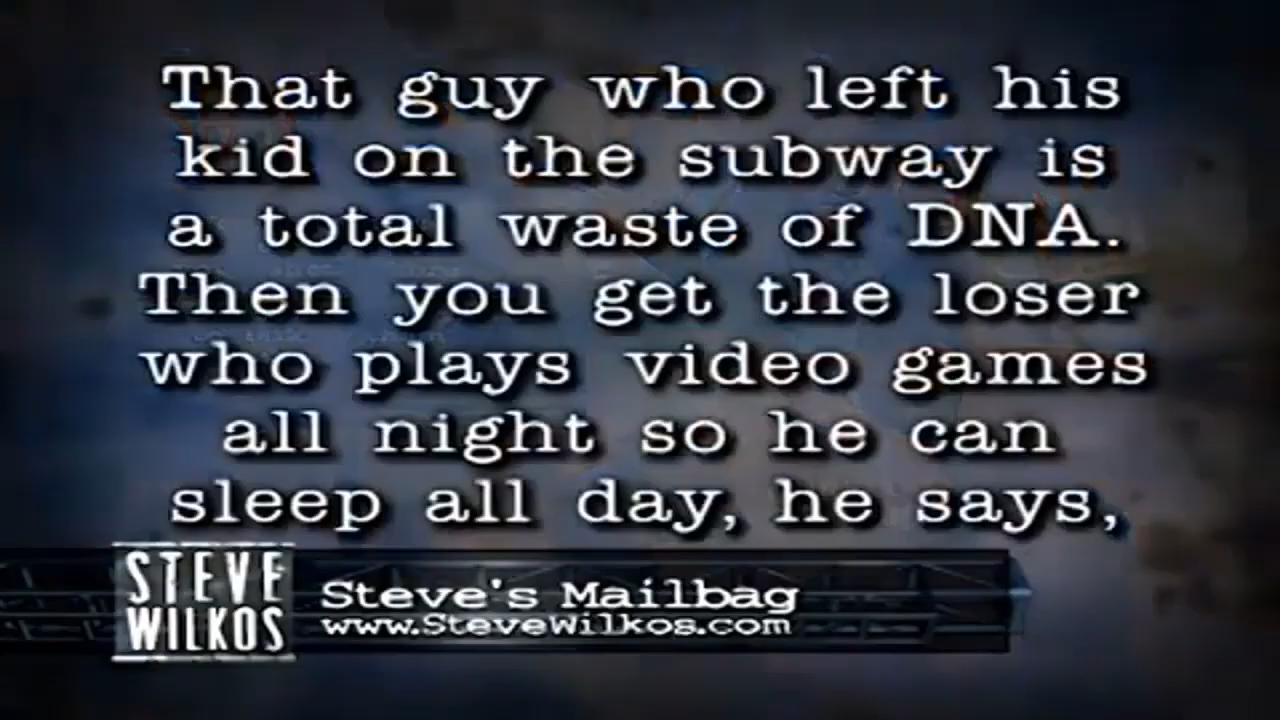 That guy who left his
kid on the subway is
a total waste of DNA.
Then you get the loser
who plays video games
all night so he can
sleep all day, he says,
STEVE
WILKOS
Steve's Mailbag
www.SteveWilkos.com